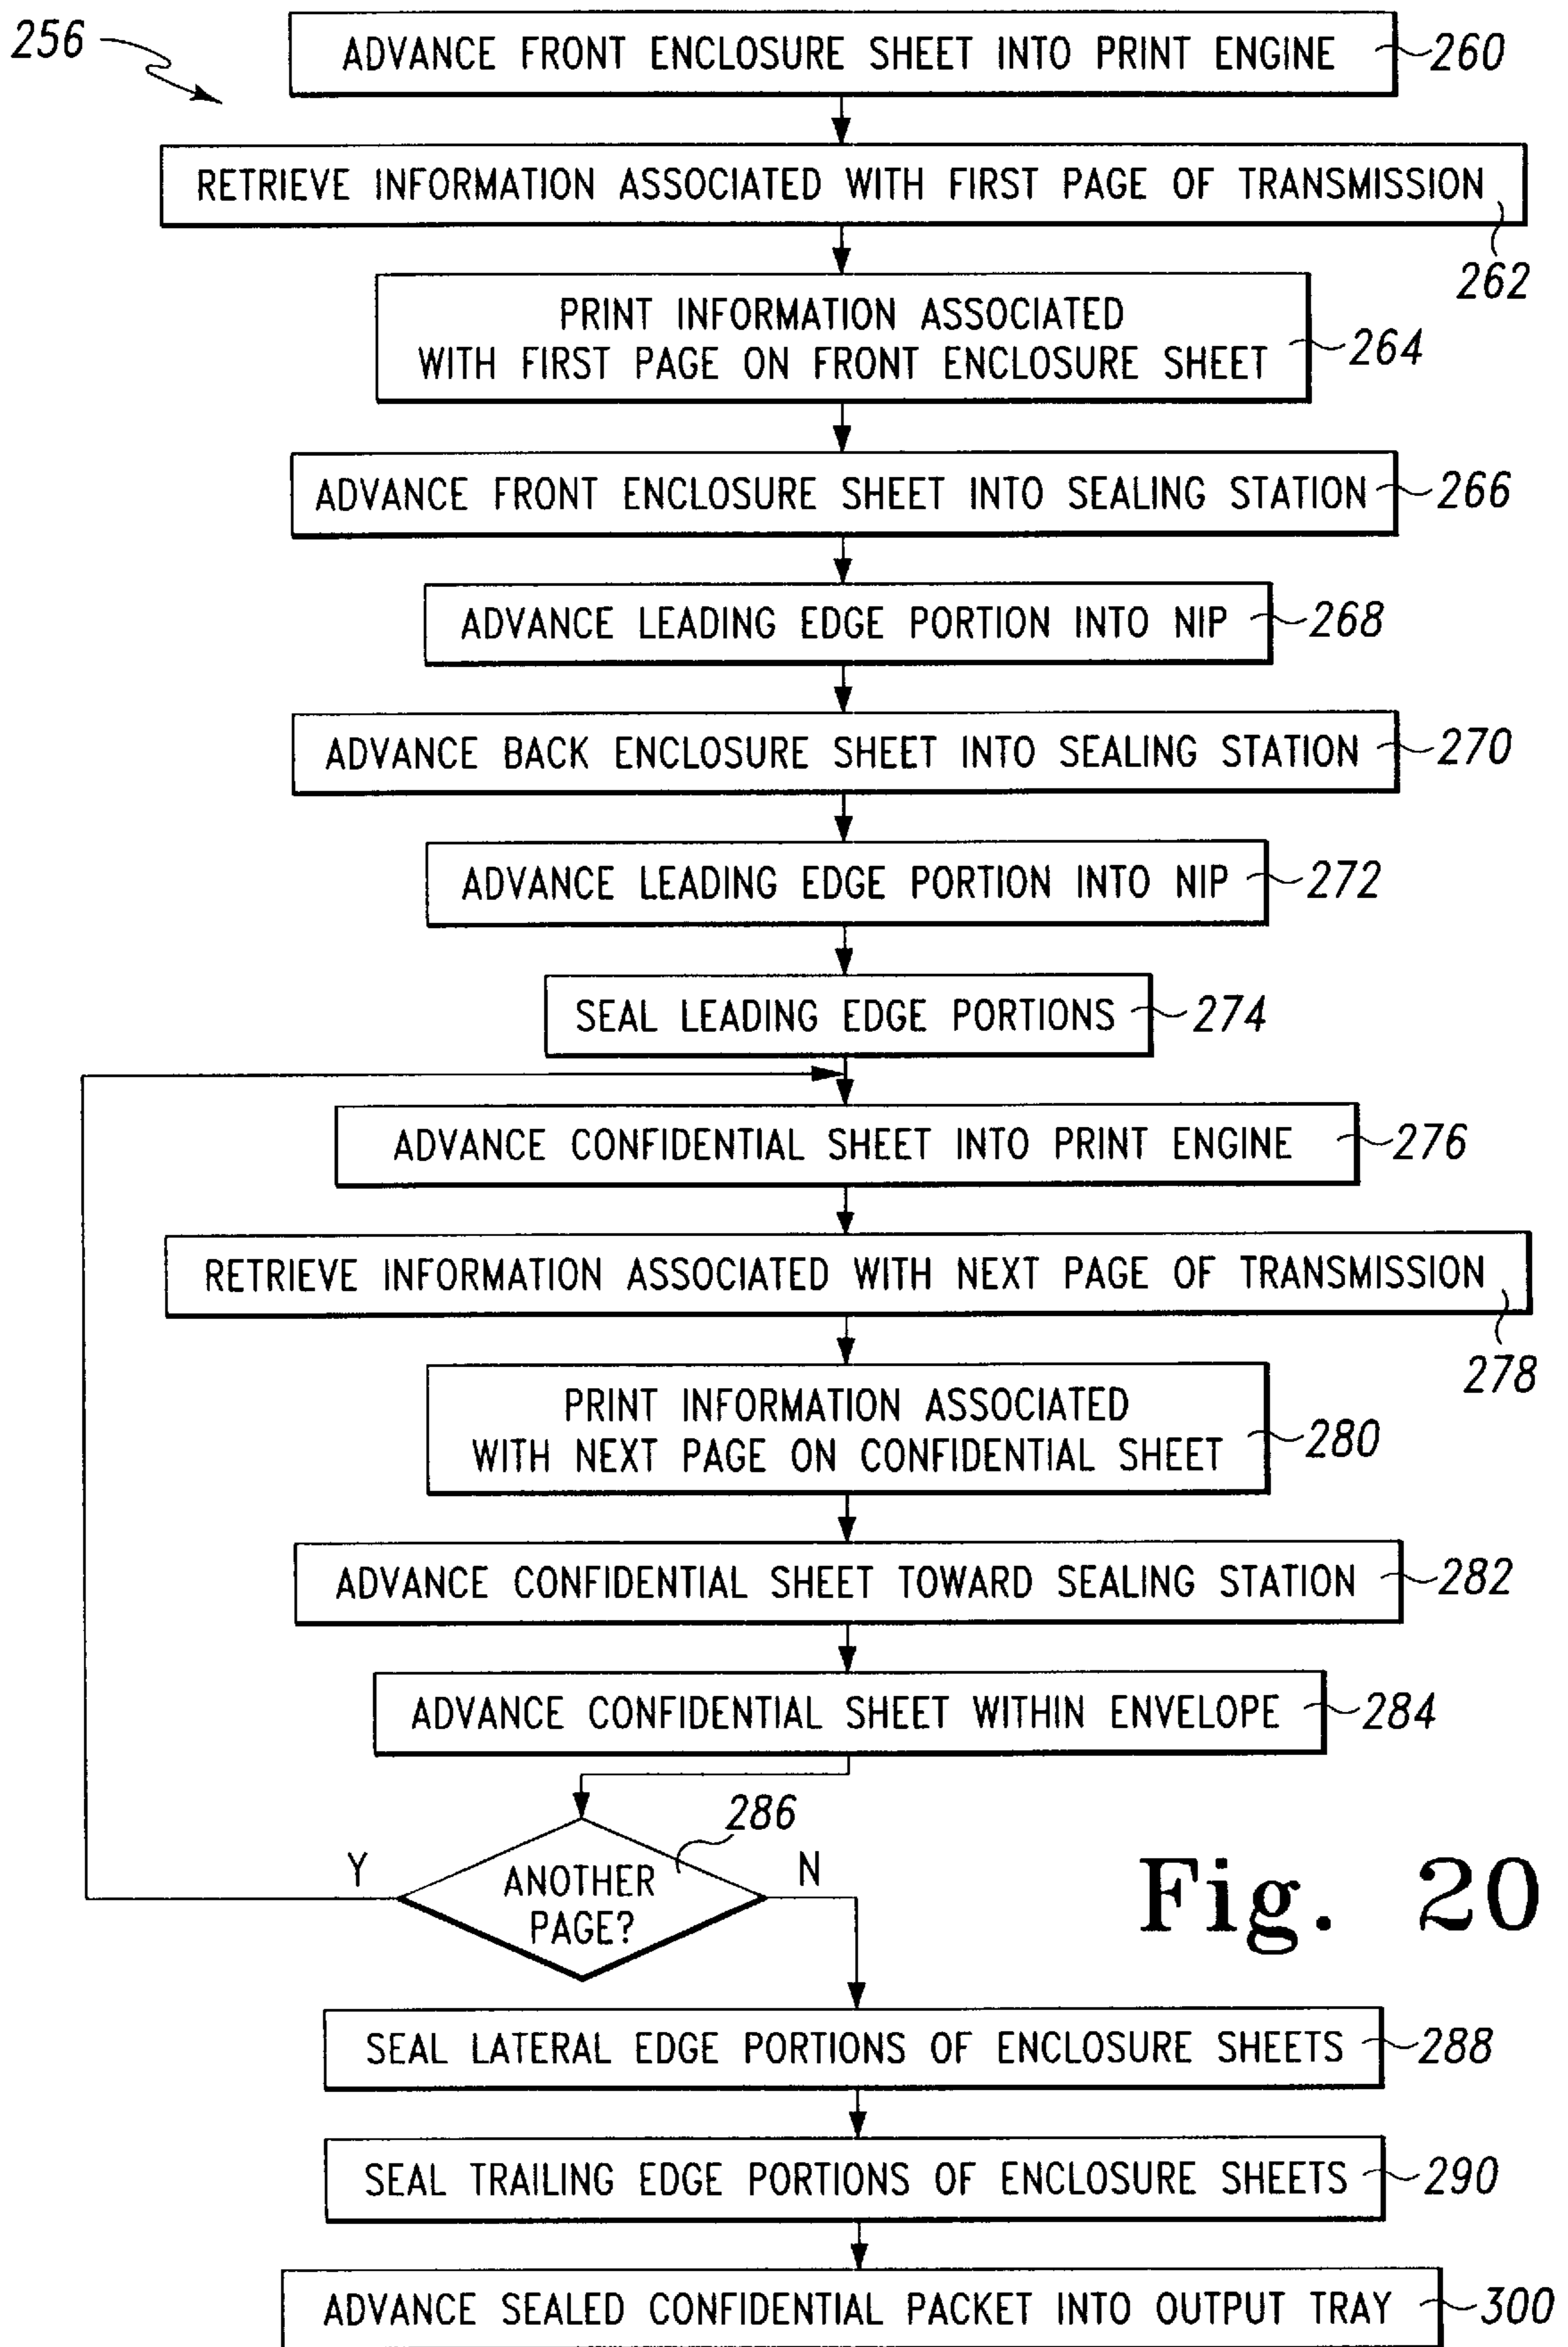 256
ADVANCE FRONT ENCLOSURE SHEET INTO PRINT ENGINE 260
RETRIEVE INFORMATION ASSOCIATED WITH FIRST PAGE OF TRANSMISSION
262
PRINT INFORMATION ASSOCIATED
WITH FIRST PAGE ON FRONT ENCLOSURE SHEET 264
ADVANCE FRONT ENCLOSURE SHEET INTO SEALING STATION 266
ADVANCE LEADING EDGE PORTION INTO NIP 268
ADVANCE BACK ENCLOSURE SHEET INTO SEALING STATION 270
ADVANCE LEADING EDGE PORTION INTO NIP 272
SEAL LEADING EDGE PORTIONS 274
ADVANCE CONFIDENTIAL SHEET INTO PRINT ENGINE 276
RETRIEVE INFORMATION ASSOCIATED WITH NEXT PAGE OF TRANSMISSION
278
PRINT INFORMATION ASSOCIATED
WITH NEXT PAGE ON CONFIDENTIAL SHEET 280
ADVANCE CONFIDENTIAL SHEET TOWARD SEALING STATION 282
ADVANCE CONFIDENTIAL SHEET WITHIN ENVELOPE 284
286
Y
ANOTHER
PAGE?
N
Fig. 20
SEAL LATERAL EDGE PORTIONS OF ENCLOSURE SHEETS 288
SEAL TRAILING EDGE PORTIONS OF ENCLOSURE SHEETS 290
ADVANCE SEALED CONFIDENTIAL PACKET INTO OUTPUT TRAY 300